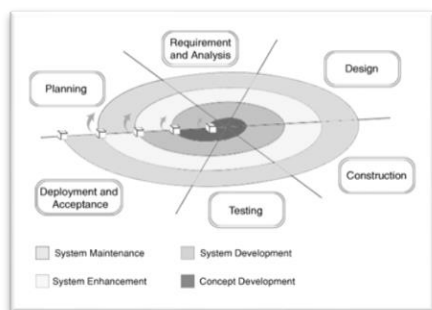 Requirement
and Analysis
Design
Planning
Construction
Deployment and
Acceptance
Testing
System Maintenance
System Development
System Enhancement
Concept Development